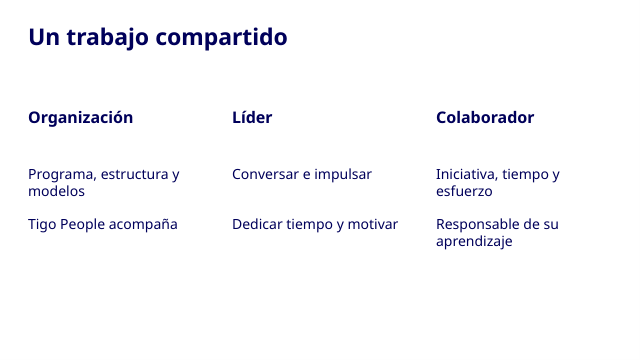 Un trabajo compartido
Organización
Líder
Colaborador
Programa, estructura y
modelos
Conversar e impulsar
Iniciativa, tiempo y
esfuerzo
Tigo People acompaña
Dedicar tiempo y motivar
Responsable de su
aprendizaje